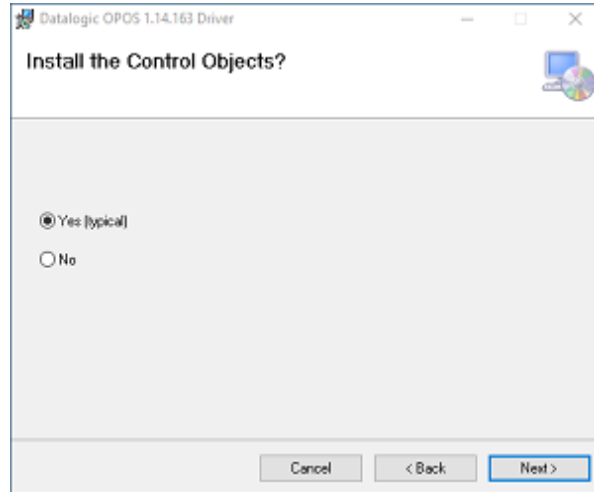 Datalogic OPOS 1.14.163 Driver
Install the Control Objects?
Yes (typical)
No
Cancel
< Back
Next >